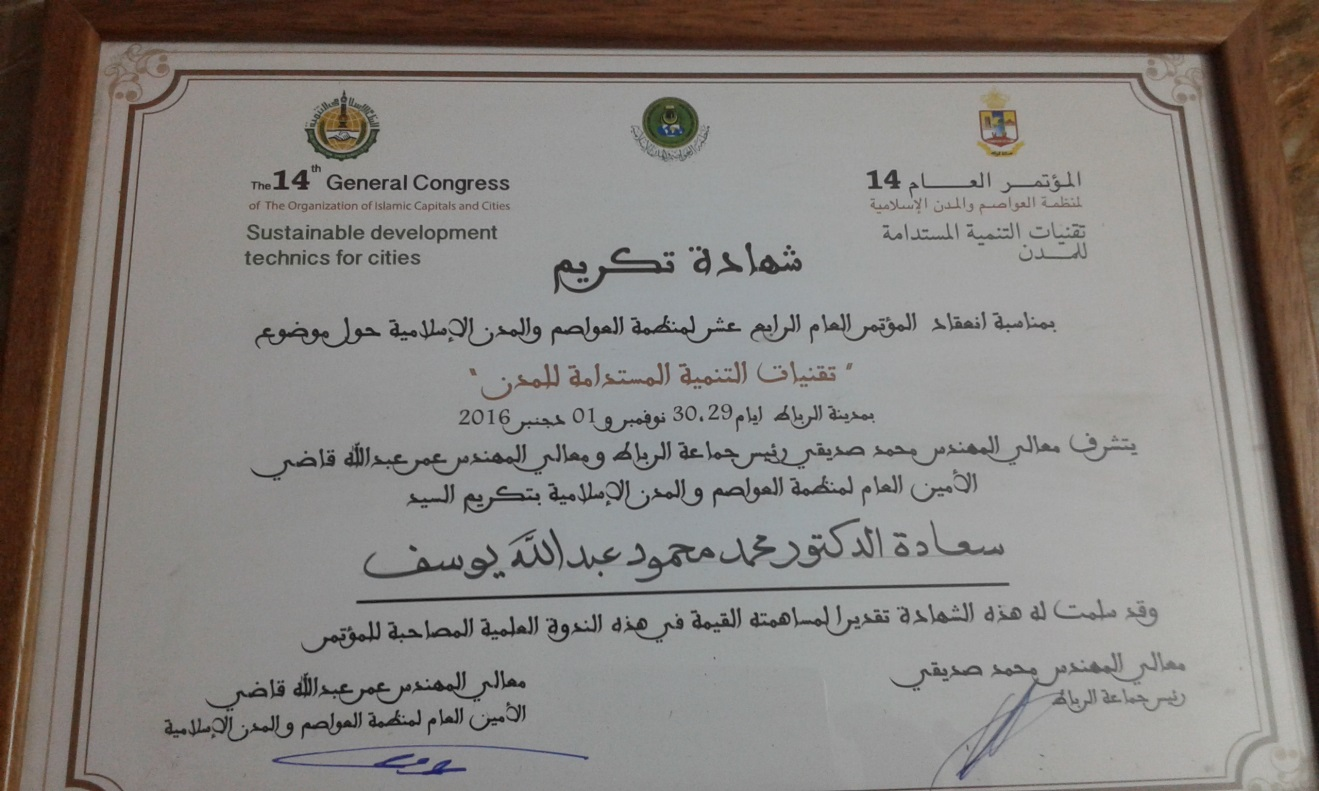 The 14th General Congress
of The Organization of Islamic Capitals and Cities
Sustainable development
technics for cities
المؤتمر العام 14
لمنظمة العواصم والمدن الإسلامية
تقنيات التنمية المستدامة
للمدن
شهادة تكريم
بمناسبة انعقاد المؤتمر العام الرابع عشر لمنظمة العواصم والمدن الإسلامية حول موضوع
" تقنيات التنمية المستدامة للمدن "
بمدينة الرباط ايام 29، 30 نوفمبر و 01 دجنبر 2016
يتشرف معالي المهندس محمد صديقي رئيس جماعة الرباط ومعالي المهندس عمر عبدالله قاضي
الأمين العام لمنظمة العواصم والمدن الإسلامية بتكريم السيد
سعادة الدكتور محمد محمود عبدالله يوسف
وقد سلمت له هذه الشهادة تقديرا لمساهمته القيمة في هذه الندوة العلمية المصاحبة للمؤتمر
معالي المهندس محمد صديقي
رئيس جماعة الرباط
معالي المهندس عمر عبدالله قاضي
الأمين العام لمنظمة العواصم والمدن الإسلامية